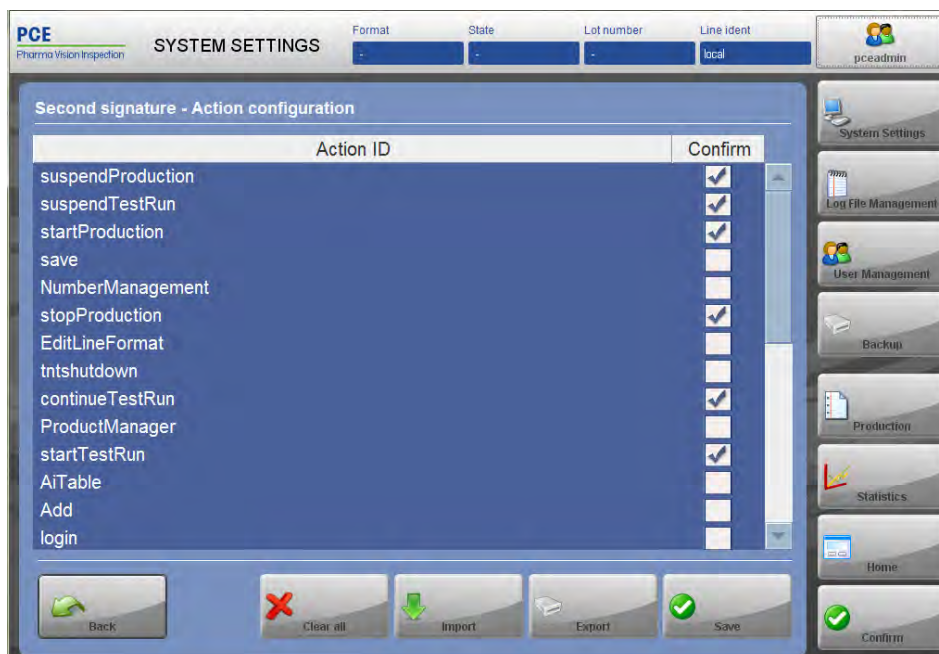 PCE
Pharma Vision Inspection
SYSTEM SETTINGS
Format
State
Lot number
Line ident
-
-
-
local
pceadmin
Second signature - Action configuration
Action ID
Confirm
suspendProduction
suspendTestRun
startProduction
save
NumberManagement
stopProduction
EditLineFormat
tntshutdown
continueTestRun
ProductManager
startTestRun
AiTable
Add
login
Back
Clear all
Import
Export
Save
System Settings
Log File Management
User Management
Backup
Production
Statistics
Home
Confirm